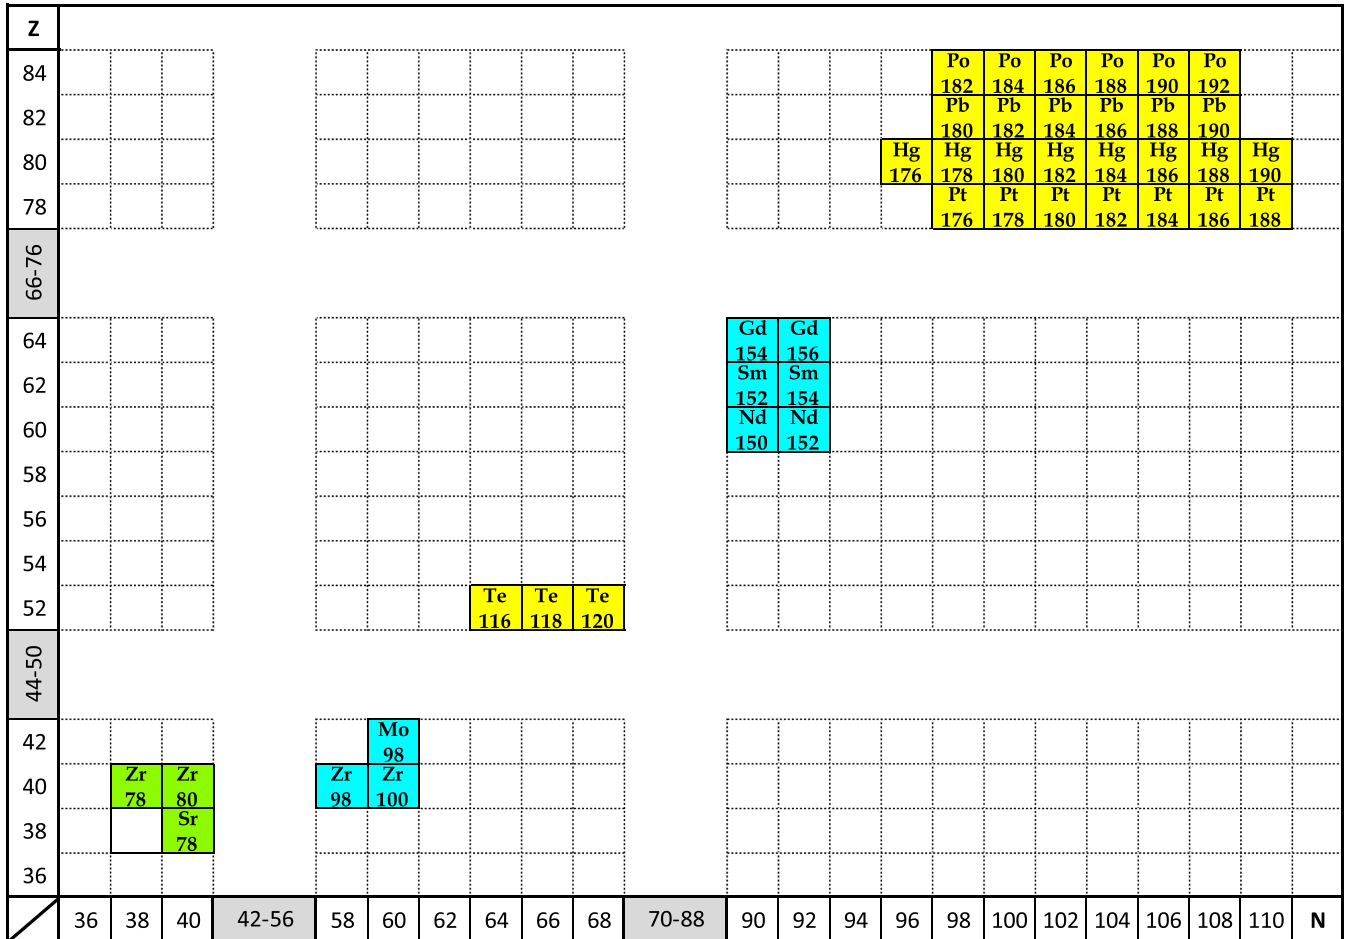 Z
84
Po Po Po Po Po Po
182 184 186 188 190 192
82
Pb Pb Pb Pb Pb Pb
180 182 184 186 188 190
80
Hg Hg Hg Hg Hg Hg Hg Hg
176 178 180 182 184 186 188 190
78
Pt Pt Pt Pt Pt Pt Pt
176 178 180 182 184 186 188
66-76
64
Gd Gd
154 156
62
Sm Sm
152 154
60
Nd Nd
150 152
58
56
54
52
Te Te Te
116 118 120
44-50
42
Mo
98
40
Zr Zr Zr Zr
78 80 98 100
38
Sr
78
36
36 38 40 42-56 58 60 62 64 66 68 70-88 90 92 94 96 98 100 102 104 106 108 110 N